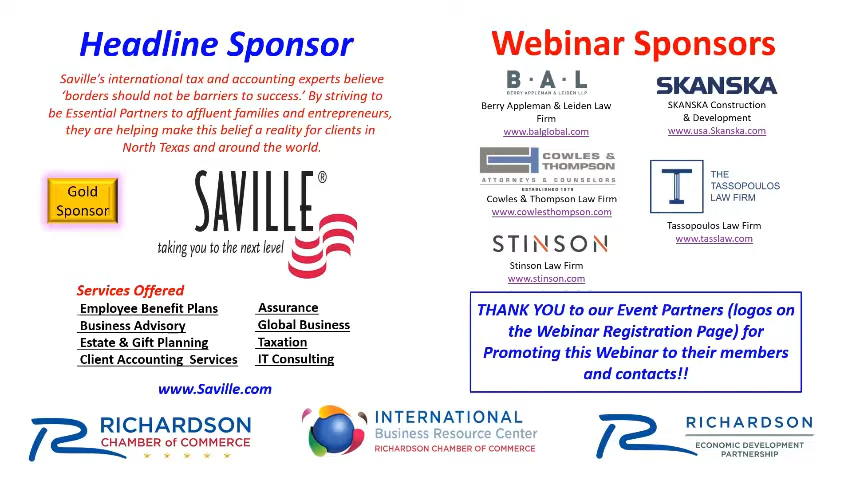 Headline Sponsor
Saville's international tax and accounting experts believe
'borders should not be barriers to success.' By striving to
be Essential Partners to affluent families and entrepreneurs,
they are helping make this belief a reality for clients in
North Texas and around the world.
Gold
Sponsor
SAVILLE®
taking you to the next level
Services Offered
Employee Benefit Plans
Business Advisory
Estate & Gift Planning
Client Accounting Services
Assurance
Global Business
Taxation
IT Consulting
www.Saville.com
Webinar Sponsors
B·A·L
BERRY APPLEMAN & LEIDEN LLP
Berry Appleman & Leiden Law
Firm
www.balglobal.com
SKANSKA
SKANSKA Construction
& Development
www.usa.Skanska.com
COWLES &
THOMPSON
ATTORNEYS & COUNSELORS
ESTABLISHED 1978
Cowles & Thompson Law Firm
www.cowlesthompson.com
T
THE
TASSOPOULOS
LAW FIRM
Tassopoulos Law Firm
www.tasslaw.com
STINSON
Stinson Law Firm
www.stinson.com
THANK YOU to our Event Partners (logos on
the Webinar Registration Page) for
Promoting this Webinar to their members
and contacts!!
RICHARDSON
CHAMBER of COMMERCE
INTERNATIONAL
Business Resource Center
RICHARDSON CHAMBER OF COMMERCE
RICHARDSON
ECONOMIC DEVELOPMENT
PARTNERSHIP